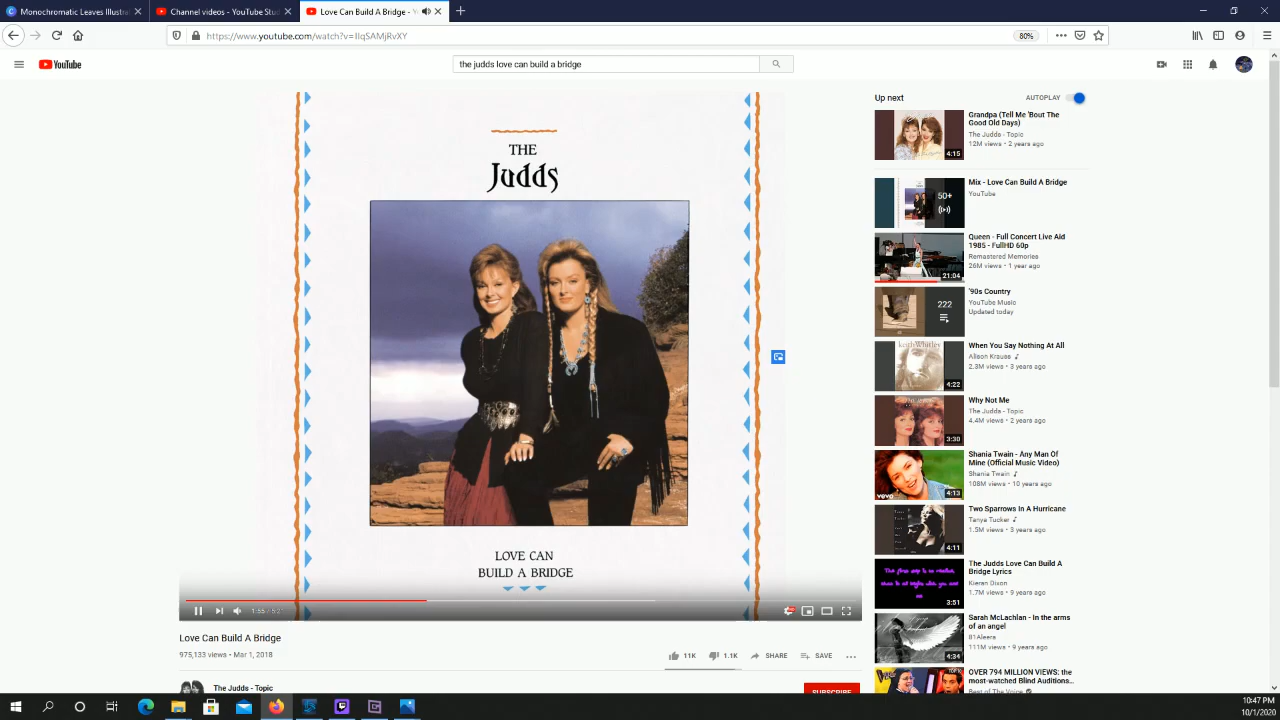 Monochromatic Leaves Illustrat
Channel videos - YouTube Stud
Love Can Build A Bridge - Y
https://www.youtube.com/watch?v=IlqSAMjRvXY
80%
YouTube
the judds love can build a bridge
THE
Judds
LOVE CAN
BUILD A BRIDGE
1:55 / 5:21
Love Can Build A Bridge
975,133 views • Mar 1, 2018
11K
1.1K
SHARE
SAVE
The Judds - Topic
SUBSCRIBE
Up next
AUTOPLAY
Grandpa (Tell Me 'Bout The
Good Old Days)
The Judds - Topic
12M views • 2 years ago
4:15
Mix - Love Can Build A Bridge
YouTube
50+
Queen - Full Concert Live Aid
1985 - FullHD 60p
Remastered Memories
26M views • 1 year ago
21:04
'90s Country
YouTube Music
Updated today
222
When You Say Nothing At All
Alison Krauss
2.3M views • 3 years ago
4:22
Why Not Me
The Judds - Topic
4.4M views • 2 years ago
3:30
Shania Twain - Any Man Of
Mine (Official Music Video)
Shania Twain
108M views • 10 years ago
vevo
4:13
Two Sparrows In A Hurricane
Tanya Tucker
1.5M views • 3 years ago
4:11
The Judds Love Can Build A
Bridge Lyrics
Kieran Dixon
1.7M views • 9 years ago
3:51
Sarah McLachlan - In the arms
of an angel
81Aleera
111M views • 9 years ago
4:34
OVER 794 MILLION VIEWS: the
most-watched Blind Auditions...
Best of The Voice
10:47 PM
10/1/2020